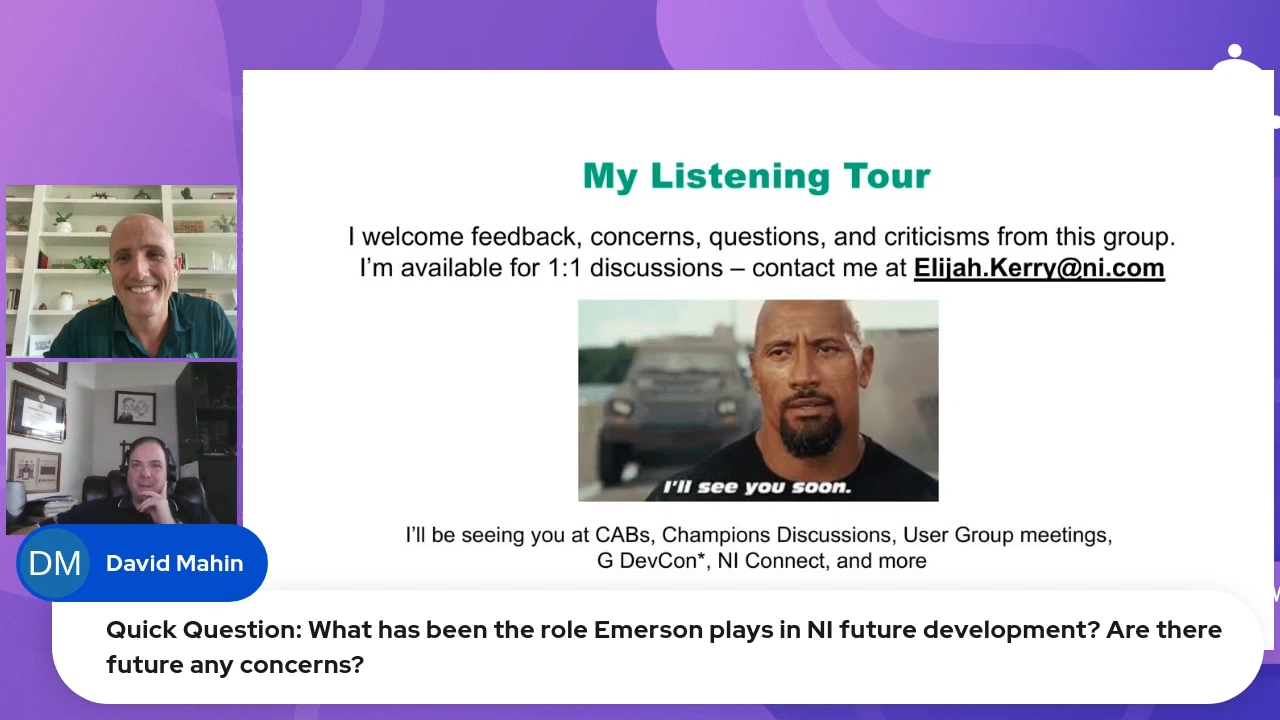 My Listening Tour
I welcome feedback, concerns, questions, and criticisms from this group.
I'm available for 1:1 discussions – contact me at Elijah.Kerry@ni.com
I'll see you soon.
I'll be seeing you at CABs, Champions Discussions, User Group meetings,
G DevCon*, NI Connect, and more
DM David Mahin
Quick Question: What has been the role Emerson plays in NI future development? Are there
future any concerns?